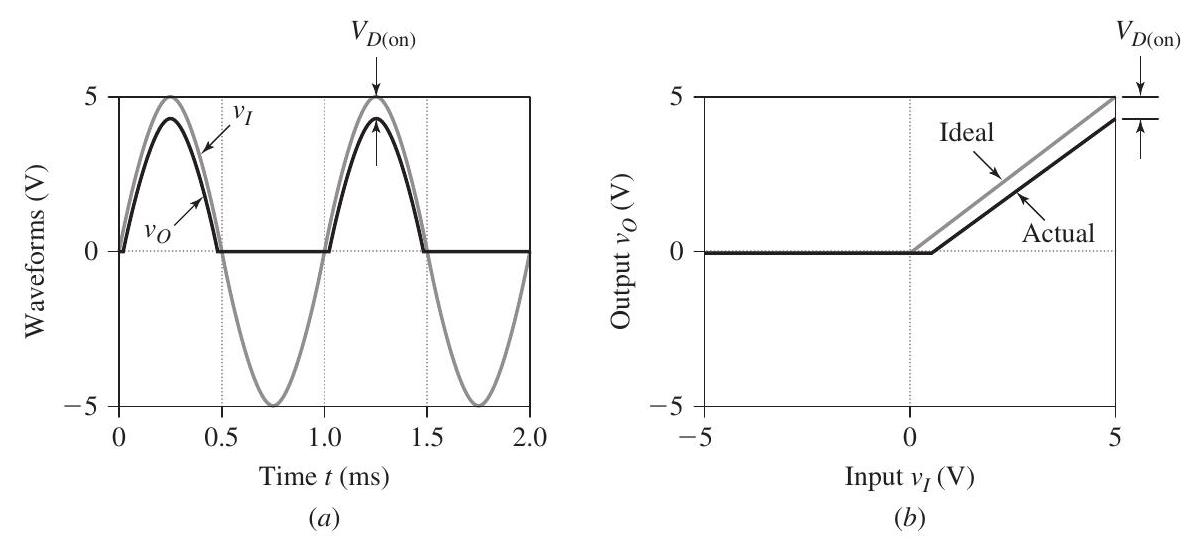 V_D(on)
5
v_I
v_O
0
−5
Waveforms (V)
0 0.5 1.0 1.5 2.0
Time t (ms)
(a)
V_D(on)
5
Ideal
Actual
0
−5
Output v_O (V)
−5 0 5
Input v_I (V)
(b)